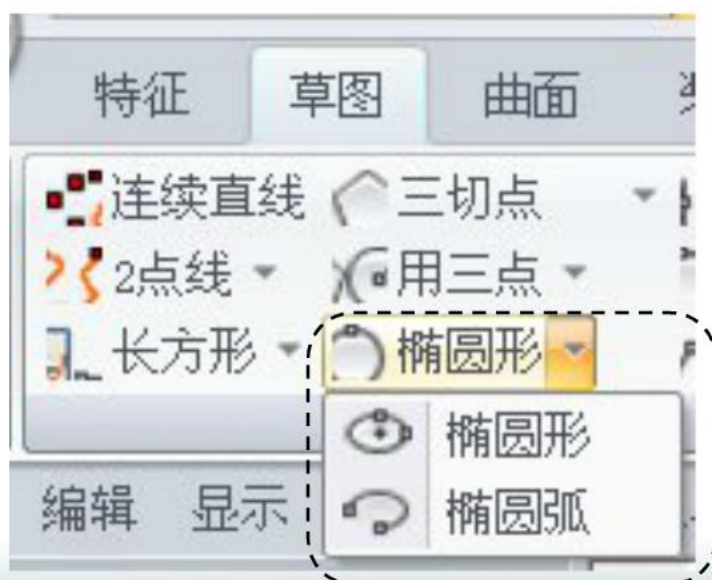 特征 草图 曲面
连续直线 三切点
2点线 用三点
长方形 椭圆形
椭圆形
编辑 显示 椭圆弧